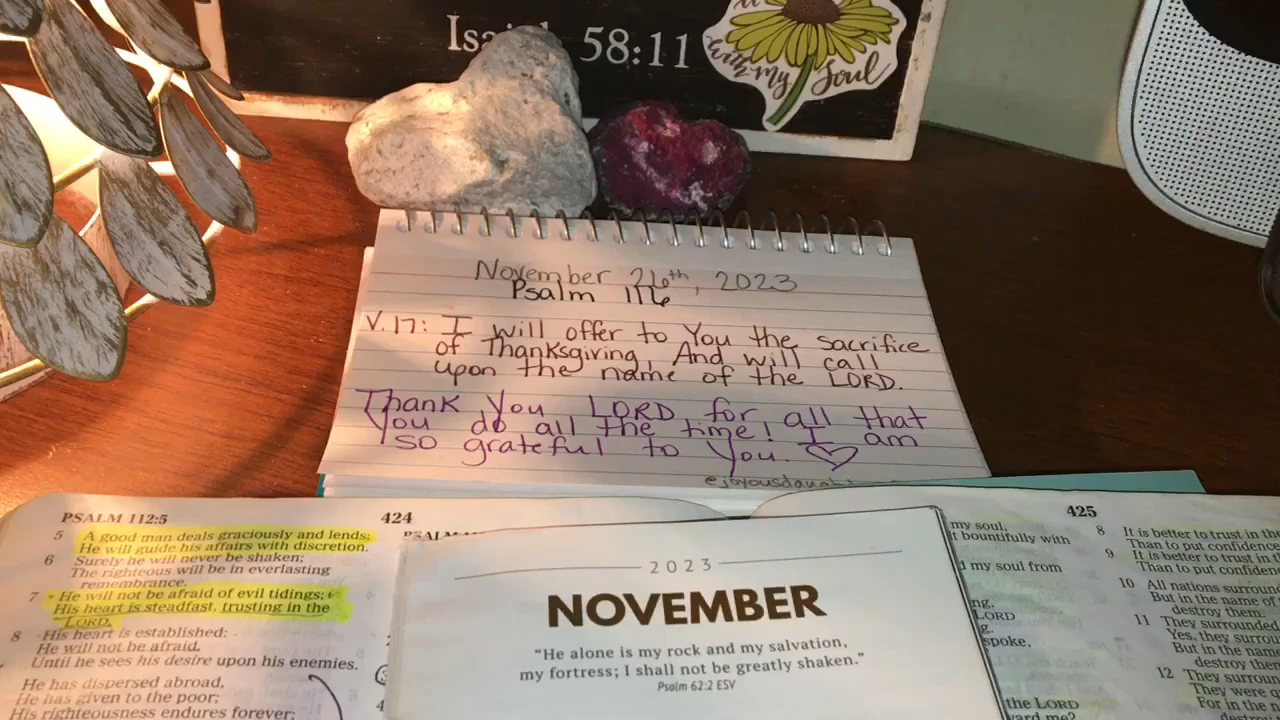 58:11
with my Soul
November 26th, 2023
Psalm 116
V.17: I will offer to You the sacrifice
of Thanksgiving, And will call
upon the name of the LORD.
Thank You LORD for all that
You do all the time! I am
so grateful to You. ♡
PSALM 112:5
424
5 A good man deals graciously and lends;
He will guide his affairs with discretion.
6 Surely he will never be shaken;
The righteous will be in everlasting
remembrance.
7 He will not be afraid of evil tidings;
His heart is steadfast, trusting in the
LORD.
8 His heart is established;
He will not be afraid,
Until he sees his desire upon his enemies.
He has dispersed abroad,
He has given to the poor;
His righteousness endures forever;
2023
NOVEMBER
“He alone is my rock and my salvation,
my fortress; I shall not be greatly shaken.”
Psalm 62:2 ESV
425
my soul.
bountifully with
my soul from
LORD
spoke,
the LORD
8 It is better to trust in the
Than to put confidence
9 It is better to trust in
Than to put confidence
10 All nations
But in the name of
destroy them.
11 They surrounded
Yes, they
But in the name
destroy
12 They
They were
For in the